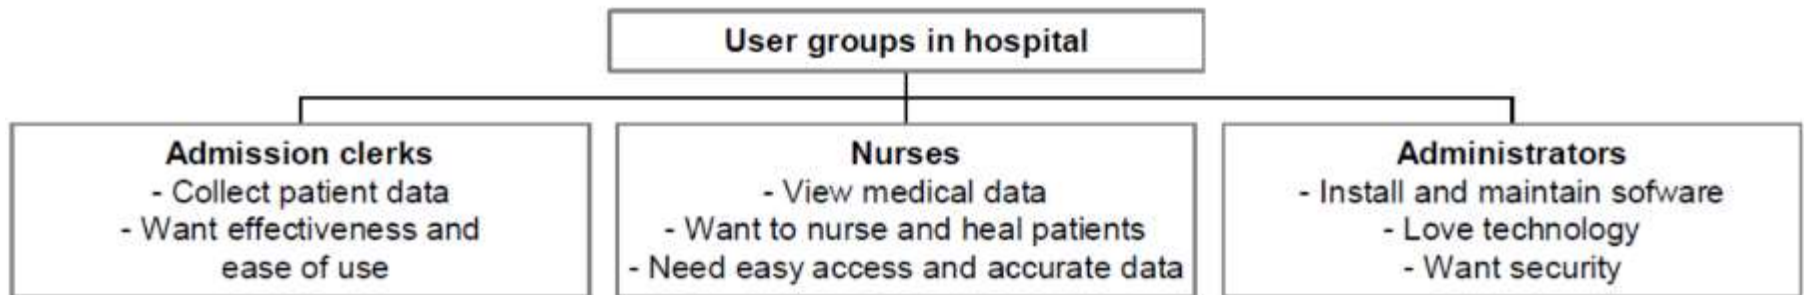 User groups in hospital
Admission clerks
- Collect patient data
- Want effectiveness and
ease of use
Nurses
- View medical data
- Want to nurse and heal patients
- Need easy access and accurate data
Administrators
- Install and maintain sofware
- Love technology
- Want security